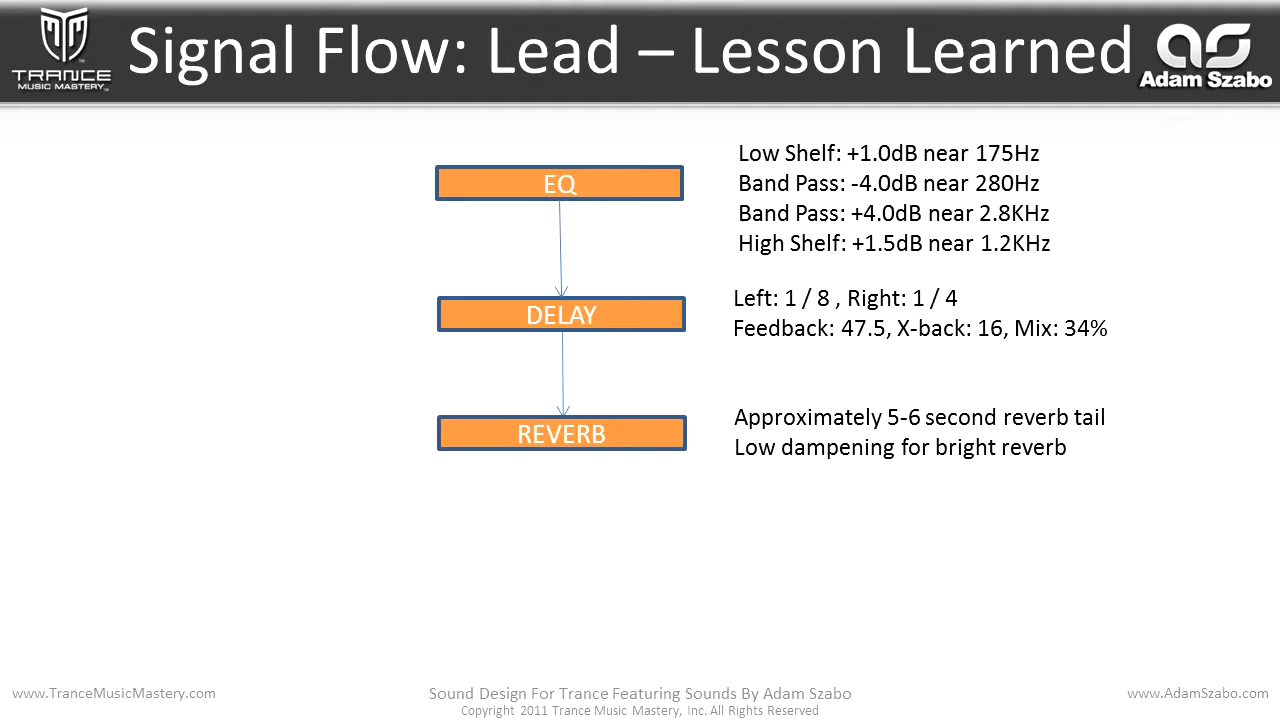 Signal Flow: Lead – Lesson Learned
TRANCE
MUSIC MASTERY™
Adam Szabo
EQ
Low Shelf: +1.0dB near 175Hz
Band Pass: -4.0dB near 280Hz
Band Pass: +4.0dB near 2.8KHz
High Shelf: +1.5dB near 1.2KHz
DELAY
Left: 1 / 8 , Right: 1 / 4
Feedback: 47.5, X-back: 16, Mix: 34%
REVERB
Approximately 5-6 second reverb tail
Low dampening for bright reverb
www.TranceMusicMastery.com
Sound Design For Trance Featuring Sounds By Adam Szabo
Copyright 2011 Trance Music Mastery, Inc. All Rights Reserved
www.AdamSzabo.com